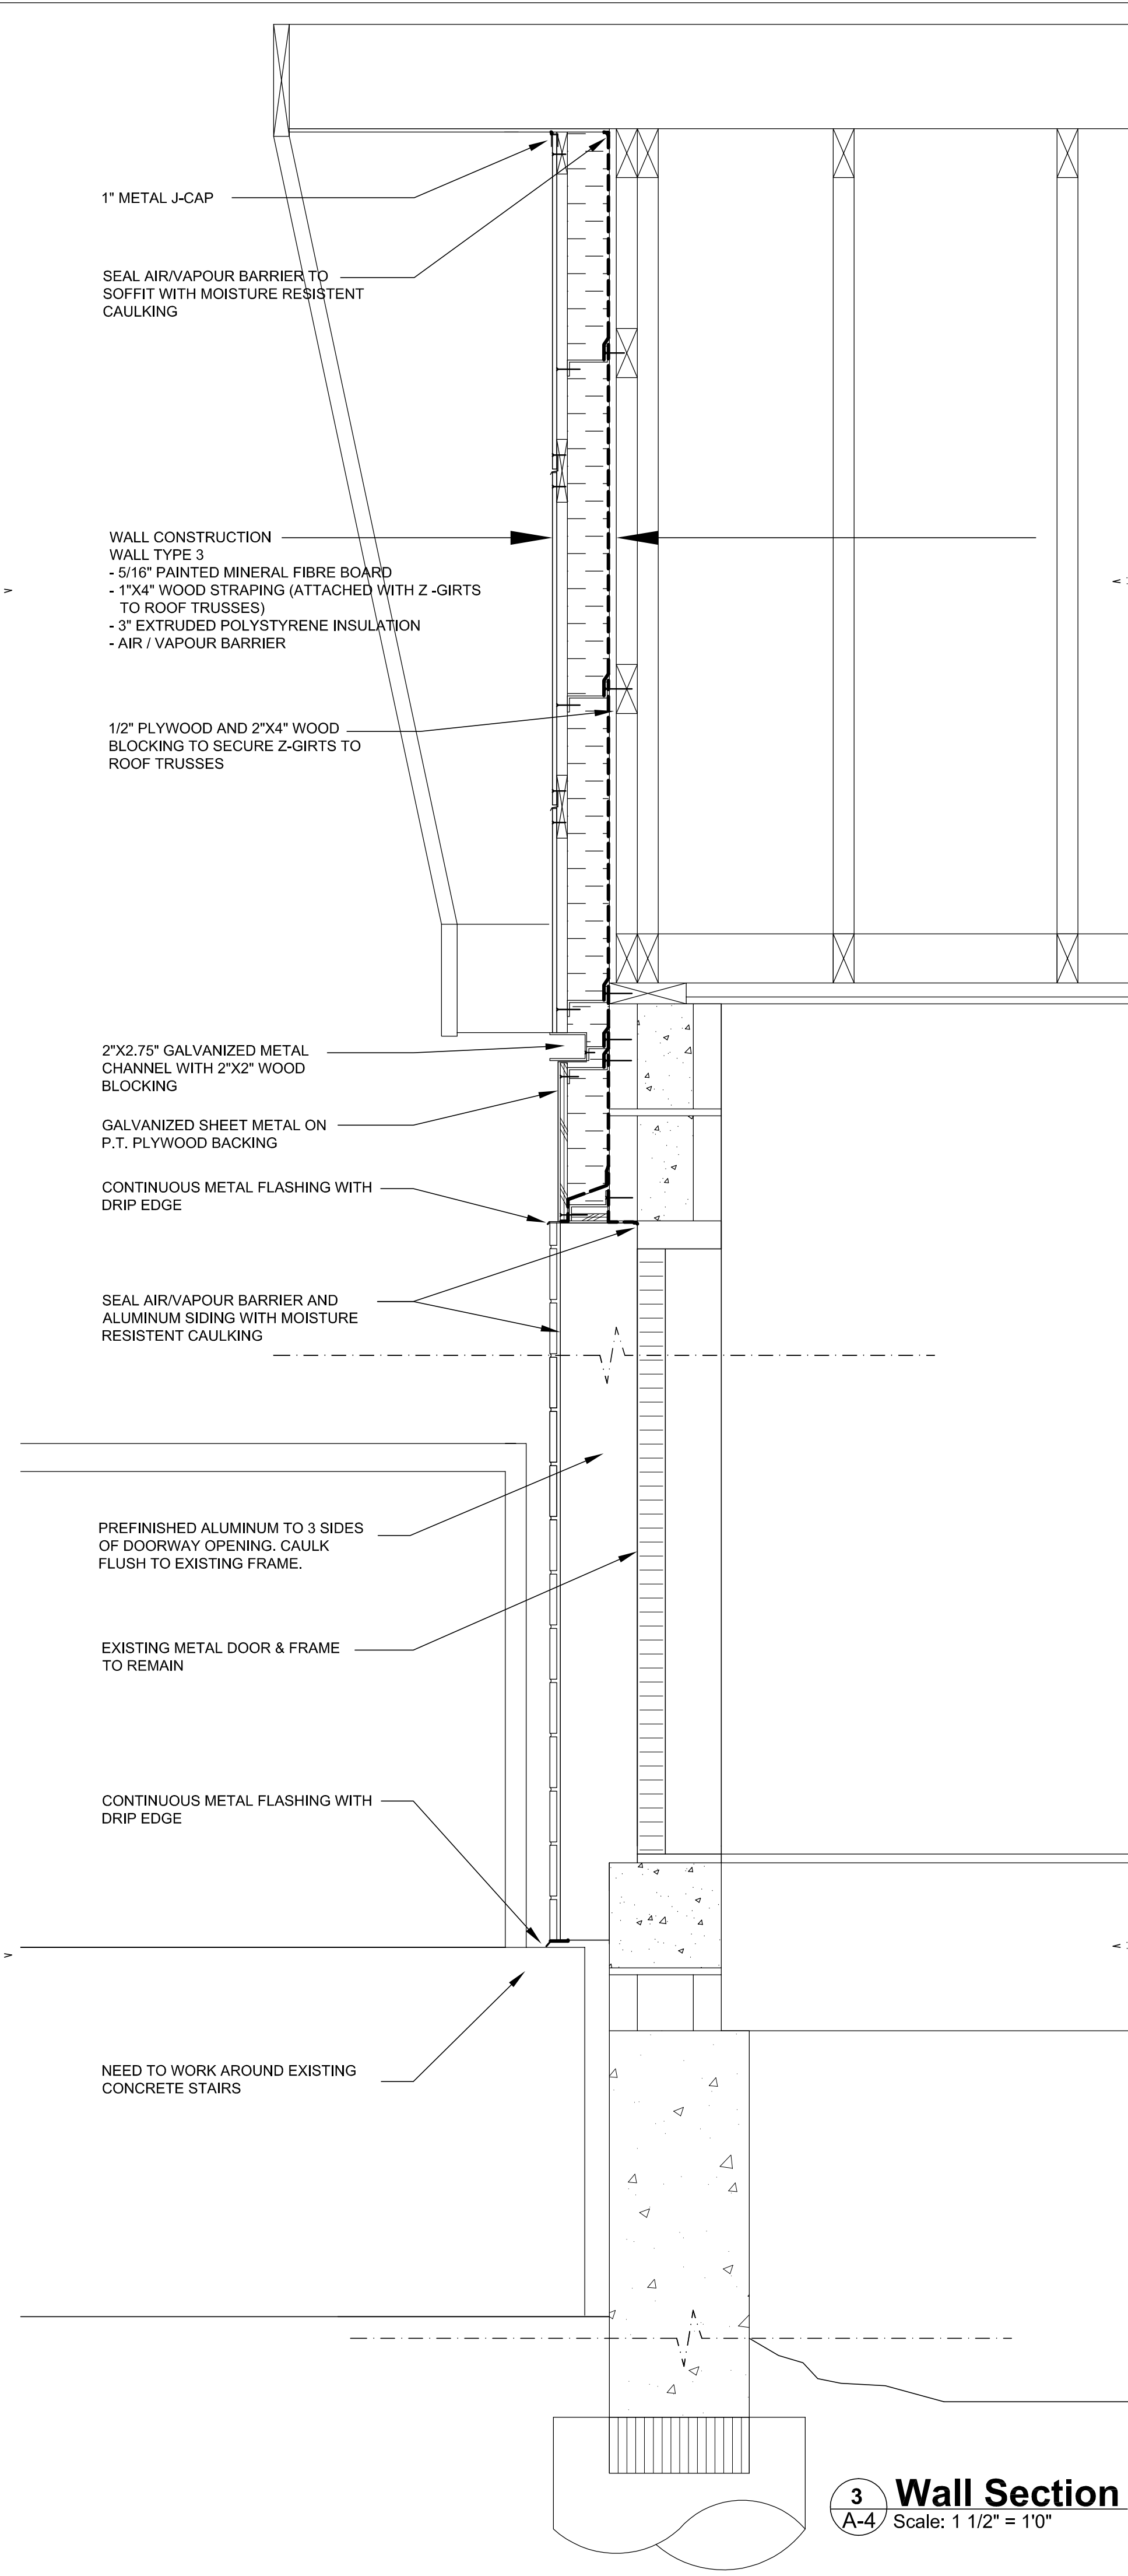 1" METAL J-CAP
SEAL AIR/VAPOUR BARRIER TO
SOFFIT WITH MOISTURE RESISTENT
CAULKING
WALL CONSTRUCTION
WALL TYPE 3
- 5/16" PAINTED MINERAL FIBRE BOARD
- 1"X4" WOOD STRAPING (ATTACHED WITH Z -GIRTS
TO ROOF TRUSSES)
- 3" EXTRUDED POLYSTYRENE INSULATION
- AIR / VAPOUR BARRIER
1/2" PLYWOOD AND 2"X4" WOOD
BLOCKING TO SECURE Z-GIRTS TO
ROOF TRUSSES
2"X2.75" GALVANIZED METAL
CHANNEL WITH 2"X2" WOOD
BLOCKING
GALVANIZED SHEET METAL ON
P.T. PLYWOOD BACKING
CONTINUOUS METAL FLASHING WITH
DRIP EDGE
SEAL AIR/VAPOUR BARRIER AND
ALUMINUM SIDING WITH MOISTURE
RESISTENT CAULKING
PREFINISHED ALUMINUM TO 3 SIDES
OF DOORWAY OPENING. CAULK
FLUSH TO EXISTING FRAME.
EXISTING METAL DOOR & FRAME
TO REMAIN
CONTINUOUS METAL FLASHING WITH
DRIP EDGE
NEED TO WORK AROUND EXISTING
CONCRETE STAIRS
3
A-4
Wall Section
Scale: 1 1/2" = 1'0"